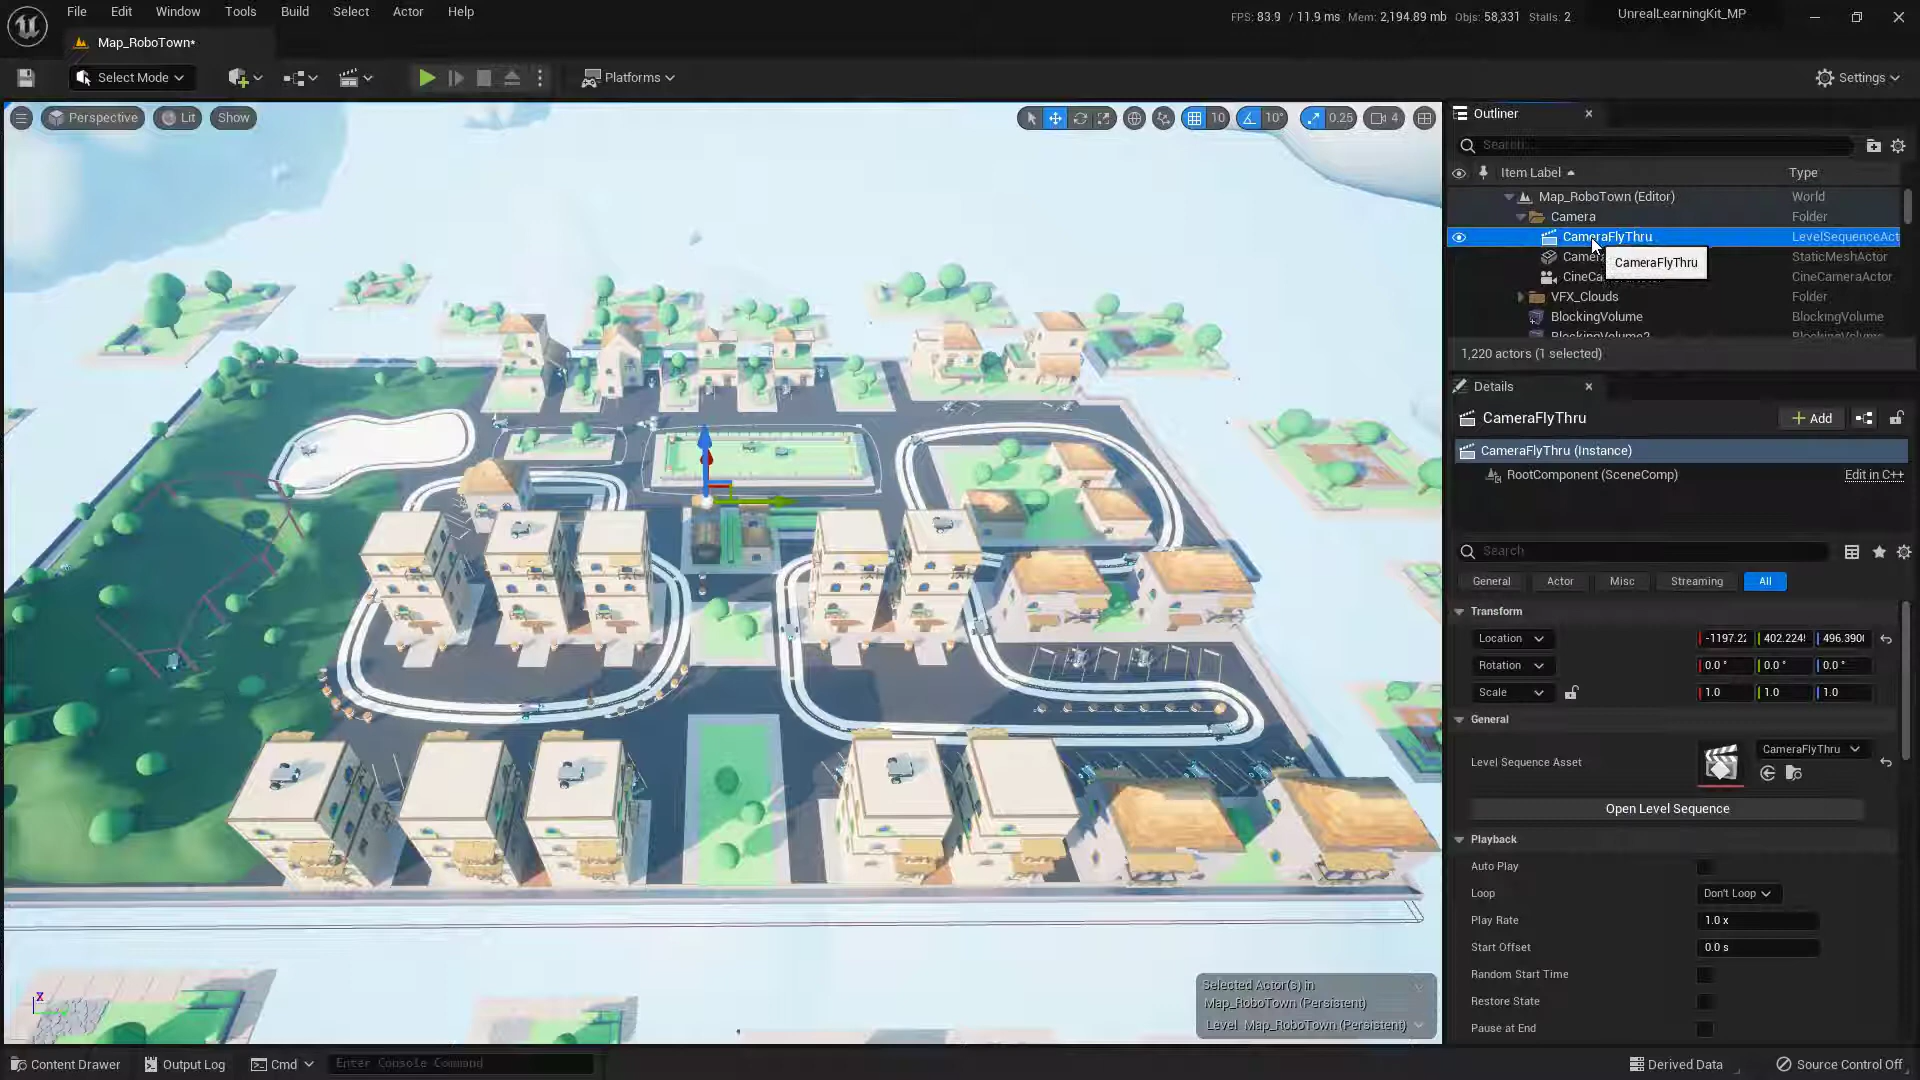 File Edit Window Tools Build Select Actor Help
FPS: 83.9 / 11.9 ms Mem: 2,194.89 mb Objs: 58,331 Stalls: 2
UnrealLearningKit_MP
Map_RoboTown*
Select Mode
Platforms
Settings
Perspective Lit Show
10 10° 0.25 4
Outliner
Search...
Item Label Type
Map_RoboTown (Editor) World
Camera Folder
CameraFlyThru LevelSequenceAct
StaticMeshActor
CameraFlyThru
CineCameraActor
VFX_Clouds Folder
BlockingVolume BlockingVolume
BlockingVolume2 BlockingVolume
1,220 actors (1 selected)
Details
CameraFlyThru
Add
CameraFlyThru (Instance)
RootComponent (SceneComp) Edit in C++
Search
General Actor Misc Streaming All
Transform
Location -1197.22 402.224 496.390
Rotation 0.0 ° 0.0 ° 0.0 °
Scale 1.0 1.0 1.0
General
CameraFlyThru
Level Sequence Asset
Open Level Sequence
Playback
Auto Play
Loop Don't Loop
Play Rate 1.0 x
Start Offset 0.0 s
Random Start Time
Restore State
Pause at End
Selected Actor(s) in
Map_RoboTown (Persistent)
Level Map_RoboTown (Persistent)
Content Drawer Output Log Cmd Enter Console Command
Derived Data Source Control Off